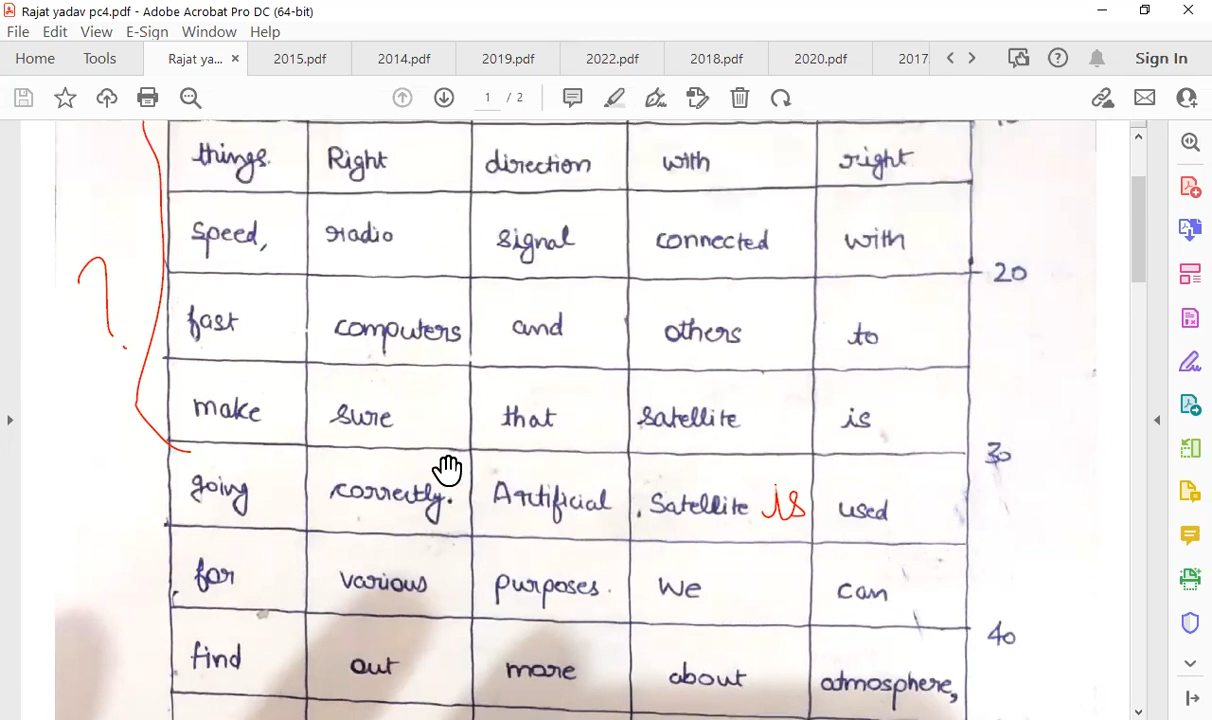 Rajat yadav pc4.pdf - Adobe Acrobat Pro DC (64-bit)
File Edit View E-Sign Window Help
Home Tools Rajat ya... × 2015.pdf 2014.pdf 2019.pdf 2022.pdf 2018.pdf 2020.pdf 2017 Sign In
1 / 2
things. Right direction with right
speed, radio signal connected with
20
fast computers and others to
make sure that satellite is
30
going correctly. Artificial Satellite is used
for various purposes. We can
40
find out more about atmosphere,
?